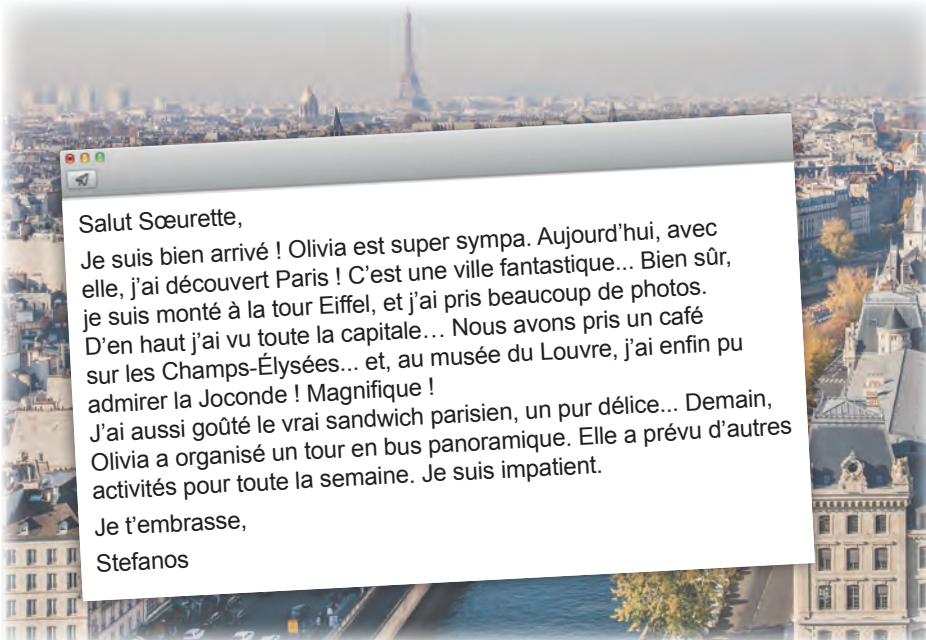 Salut Sœurette,
Je suis bien arrivé ! Olivia est super sympa. Aujourd’hui, avec
elle, j’ai découvert Paris ! C’est une ville fantastique... Bien sûr,
je suis monté à la tour Eiffel, et j’ai pris beaucoup de photos.
D’en haut j’ai vu toute la capitale… Nous avons pris un café
sur les Champs-Élysées... et, au musée du Louvre, j’ai enfin pu
admirer la Joconde ! Magnifique !
J’ai aussi goûté le vrai sandwich parisien, un pur délice... Demain,
Olivia a organisé un tour en bus panoramique. Elle a prévu d’autres
activités pour toute la semaine. Je suis impatient.
Je t’embrasse,
Stefanos